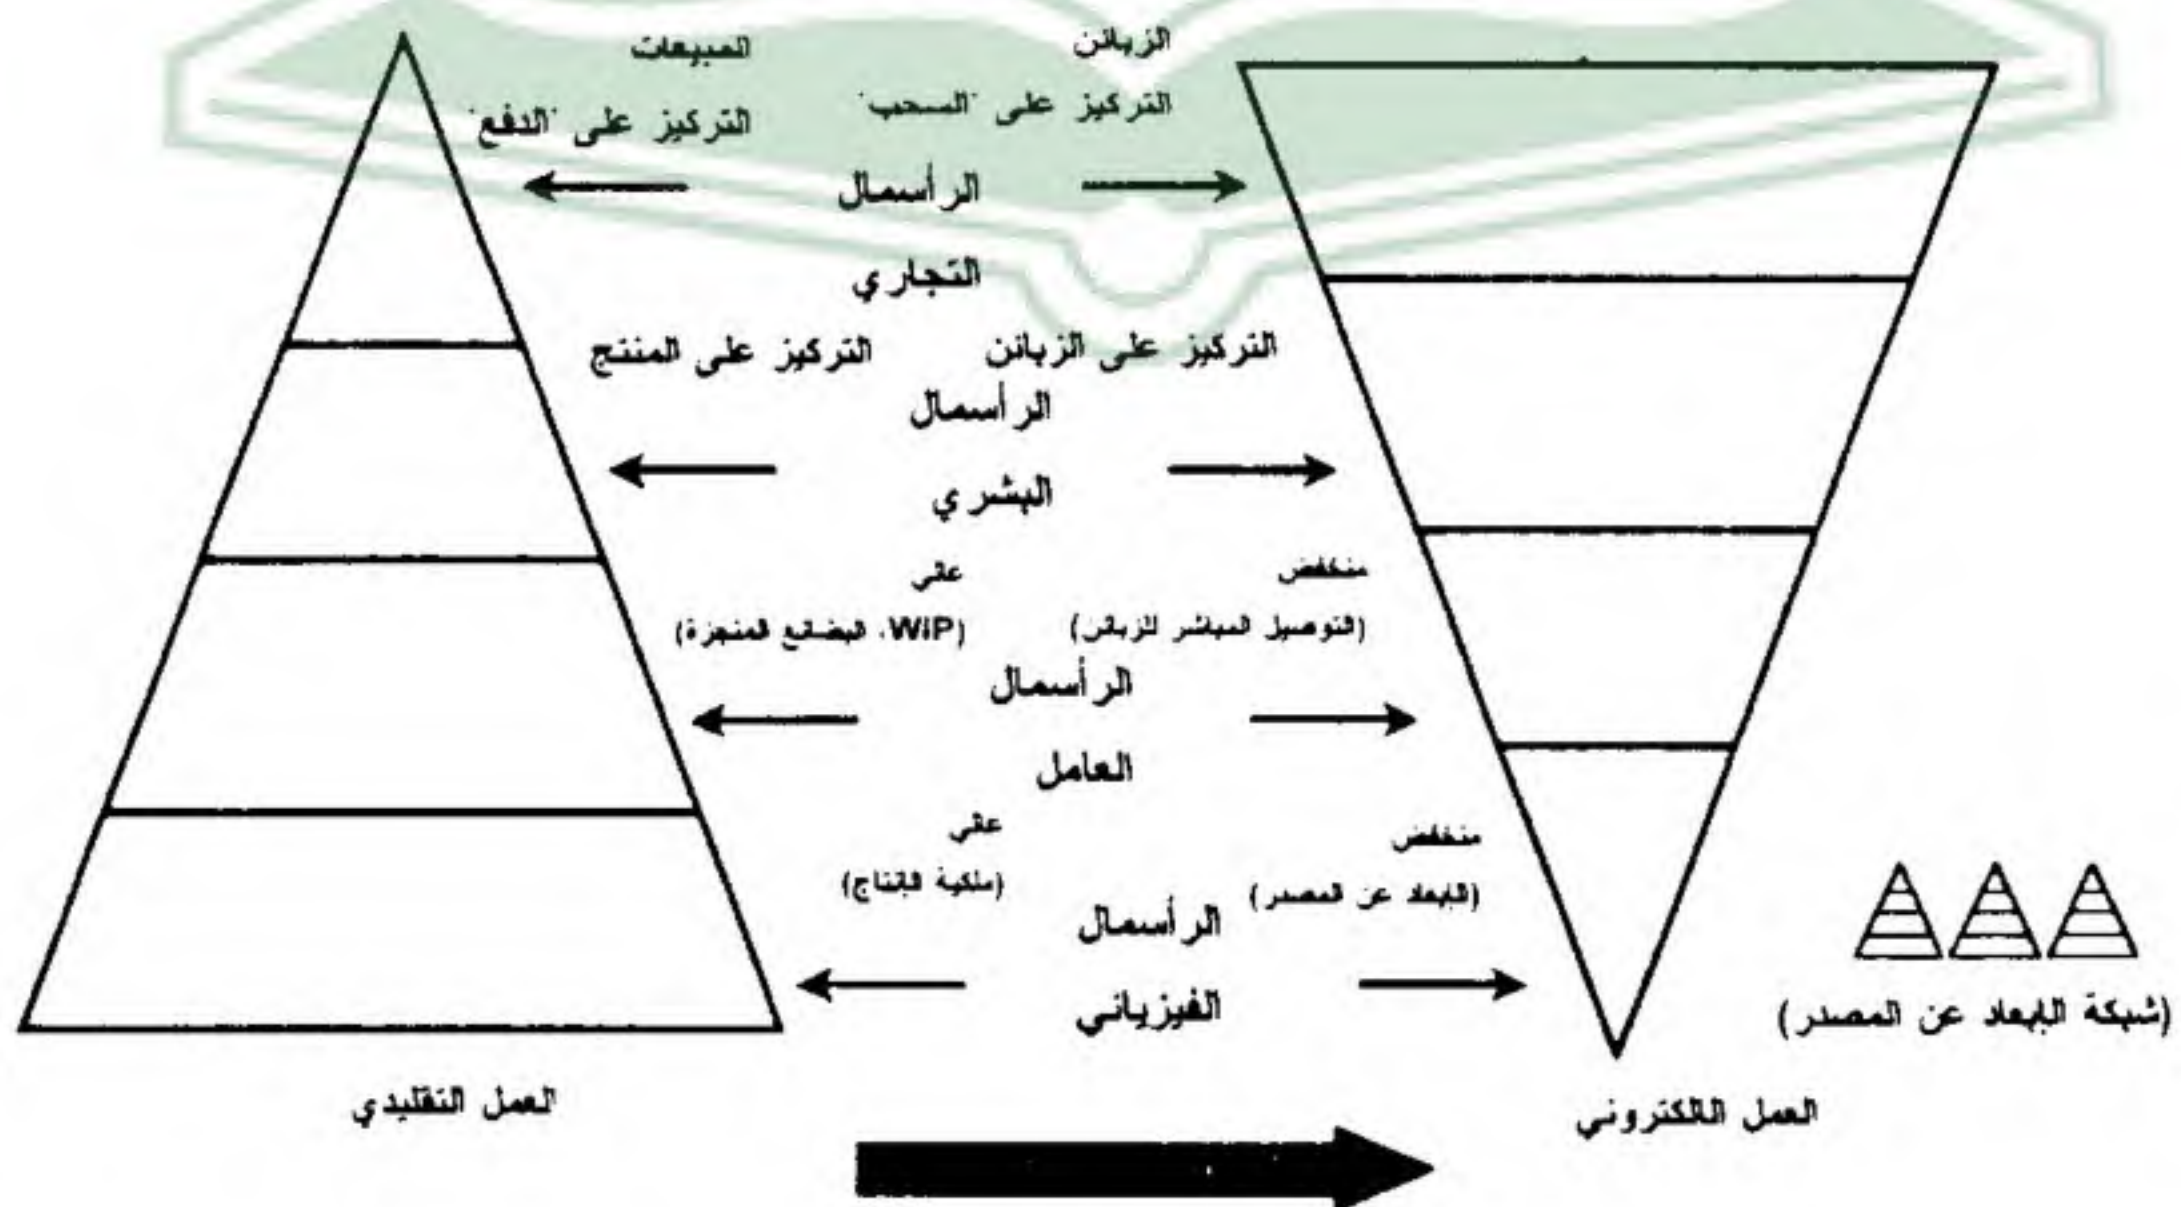 الزبائن
المبيعات
التركيز على "السحب"
التركيز على "الدفع"
الرأسمال
التجاري
التركيز على الزبائن
التركيز على المنتج
الرأسمال
البشري
منخفض
عالي
(التوصيل المباشر للزبائن)
(WiP، البضائع المنجزة)
الرأسمال
العامل
منخفض
عالي
(الإبعاد عن المصدر)
(ملكية الإنتاج)
الرأسمال
الفيزيائي
(شبكة الإبعاد عن المصدر)
العمل الالكتروني
العمل التقليدي